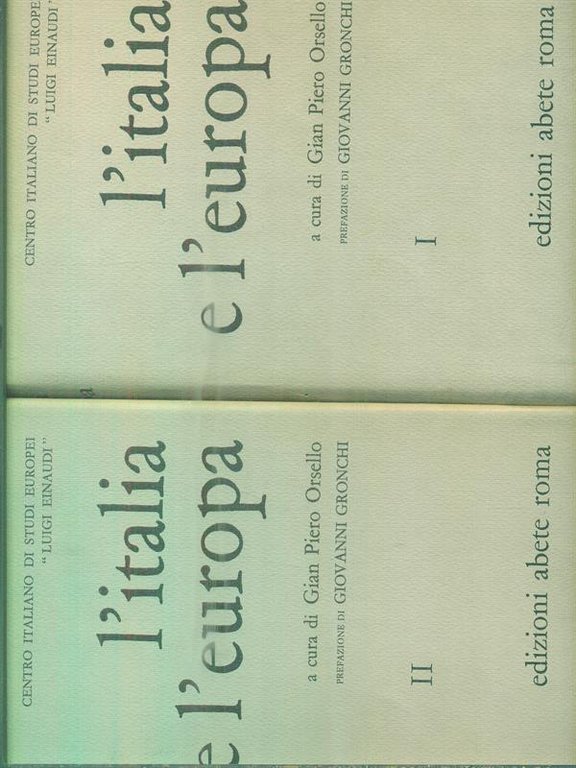 CENTRO ITALIANO DI STUDI EUROPEI
“ LUIGI EINAUDI ”
l'italia
e l'europa
a cura di Gian Piero Orsello
PREFAZIONE DI GIOVANNI GRONCHI
I
edizioni abete roma
CENTRO ITALIANO DI STUDI EUROPEI
“ LUIGI EINAUDI ”
l'italia
e l'europa
a cura di Gian Piero Orsello
PREFAZIONE DI GIOVANNI GRONCHI
II
edizioni abete roma